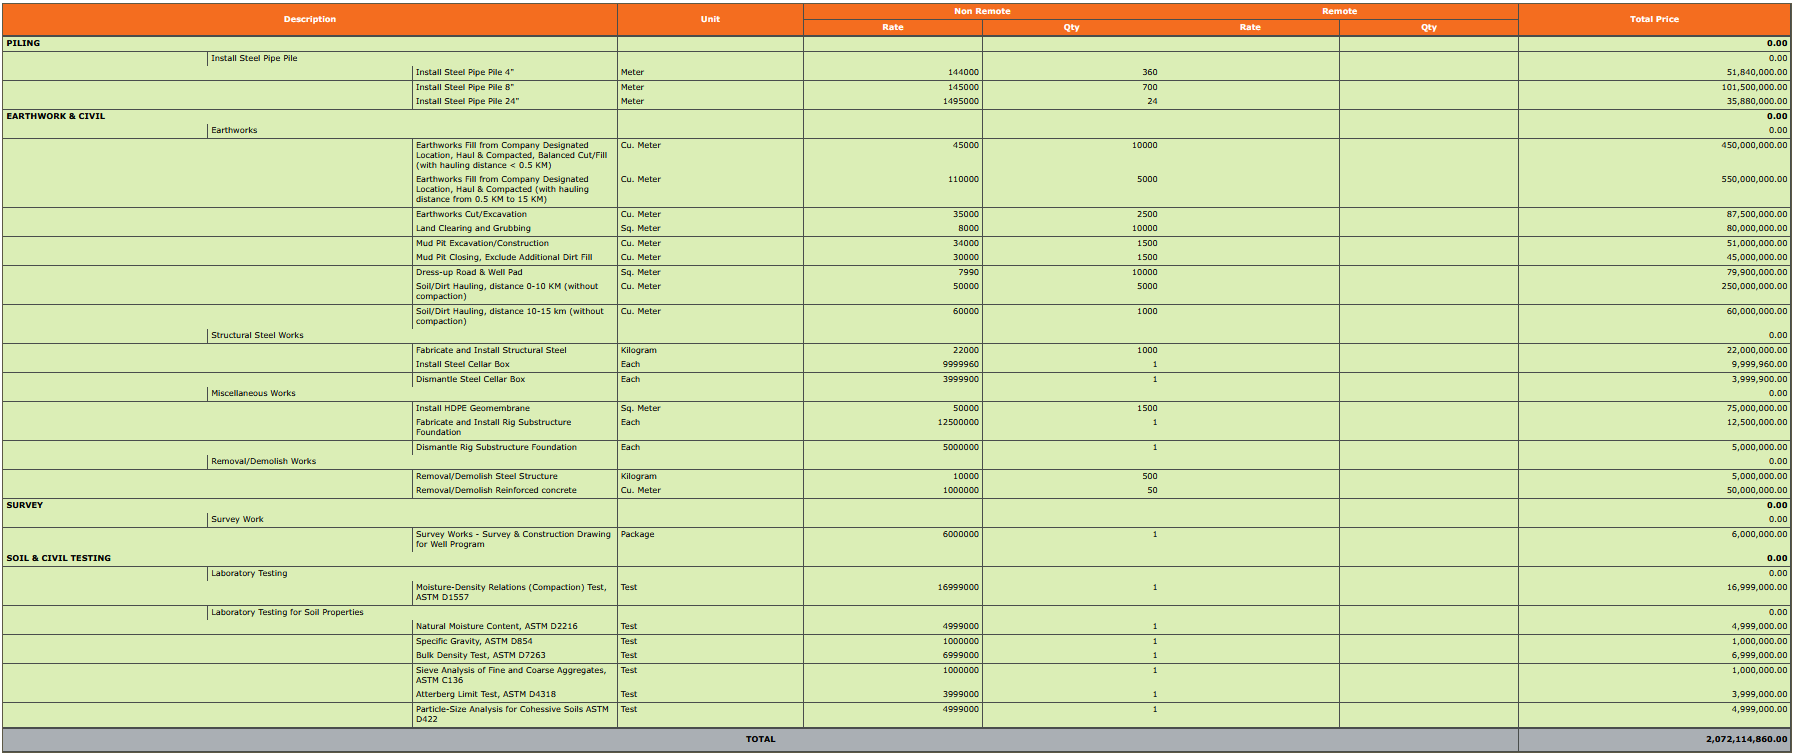 Description Unit Non Remote Remote Total Price
Rate Qty Rate Qty
PILING 0.00
Install Steel Pipe Pile 0.00
Install Steel Pipe Pile 4" Meter 144000 360 51,840,000.00
Install Steel Pipe Pile 8" Meter 145000 700 101,500,000.00
Install Steel Pipe Pile 24" Meter 1495000 24 35,880,000.00
EARTHWORK & CIVIL 0.00
Earthworks 0.00
Earthworks Fill from Company Designated Cu. Meter 45000 10000 450,000,000.00
Location, Haul & Compacted, Balanced Cut/Fill
(with hauling distance < 0.5 KM)
Earthworks Fill from Company Designated Cu. Meter 110000 5000 550,000,000.00
Location, Haul & Compacted (with hauling
distance from 0.5 KM to 15 KM)
Earthworks Cut/Excavation Cu. Meter 35000 2500 87,500,000.00
Land Clearing and Grubbing Sq. Meter 8000 10000 80,000,000.00
Mud Pit Excavation/Construction Cu. Meter 34000 1500 51,000,000.00
Mud Pit Closing, Exclude Additional Dirt Fill Cu. Meter 30000 1500 45,000,000.00
Dress-up Road & Well Pad Sq. Meter 7990 10000 79,900,000.00
Soil/Dirt Hauling, distance 0-10 KM (without Cu. Meter 50000 5000 250,000,000.00
compaction)
Soil/Dirt Hauling, distance 10-15 km (without Cu. Meter 60000 1000 60,000,000.00
compaction)
Structural Steel Works 0.00
Fabricate and Install Structural Steel Kilogram 22000 1000 22,000,000.00
Install Steel Cellar Box Each 9999960 1 9,999,960.00
Dismantle Steel Cellar Box Each 3999900 1 3,999,900.00
Miscellaneous Works 0.00
Install HDPE Geomembrane Sq. Meter 50000 1500 75,000,000.00
Fabricate and Install Rig Substructure Each 12500000 1 12,500,000.00
Foundation
Dismantle Rig Substructure Foundation Each 5000000 1 5,000,000.00
Removal/Demolish Works 0.00
Removal/Demolish Steel Structure Kilogram 10000 500 5,000,000.00
Removal/Demolish Reinforced concrete Cu. Meter 1000000 50 50,000,000.00
SURVEY 0.00
Survey Work 0.00
Survey Works - Survey & Construction Drawing Package 6000000 1 6,000,000.00
for Well Program
SOIL & CIVIL TESTING 0.00
Laboratory Testing 0.00
Moisture-Density Relations (Compaction) Test, Test 16999000 1 16,999,000.00
ASTM D1557
Laboratory Testing for Soil Properties 0.00
Natural Moisture Content, ASTM D2216 Test 4999000 1 4,999,000.00
Specific Gravity, ASTM D854 Test 1000000 1 1,000,000.00
Bulk Density Test, ASTM D7263 Test 6999000 1 6,999,000.00
Sieve Analysis of Fine and Coarse Aggregates, Test 1000000 1 1,000,000.00
ASTM C136
Atterberg Limit Test, ASTM D4318 Test 3999000 1 3,999,000.00
Particle-Size Analysis for Cohessive Soils ASTM Test 4999000 1 4,999,000.00
D422
TOTAL 2,072,114,860.00